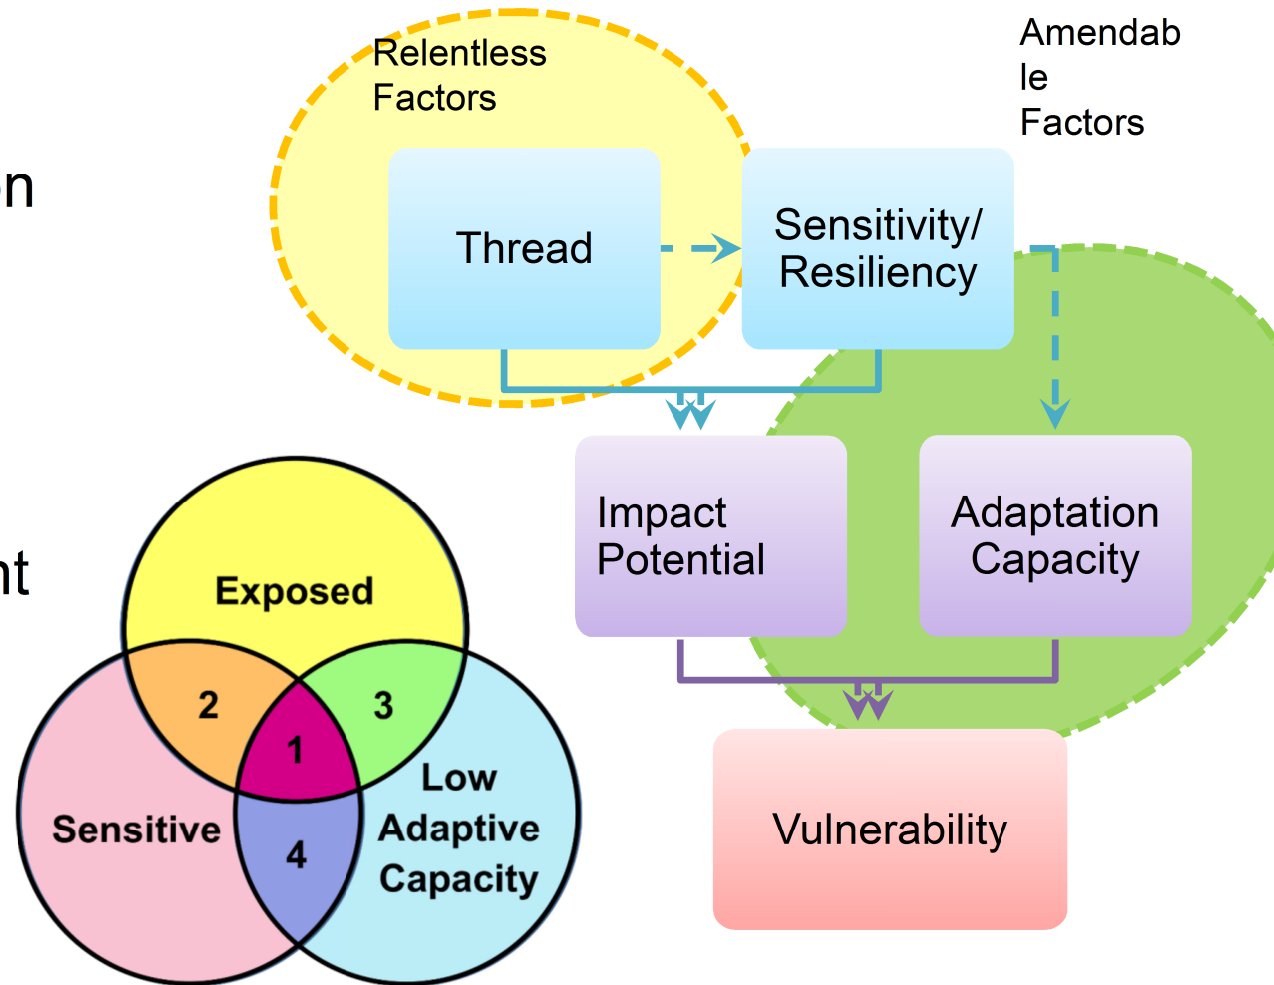 Relentless
Factors
Amendab
le
Factors
on
Thread
Sensitivity/
Resiliency
Impact
Potential
Adaptation
Capacity
nt
Exposed
2
3
1
Low
Sensitive
Adaptive
4
Capacity
Vulnerability